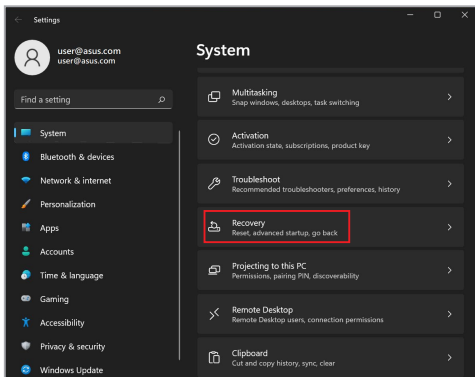 Settings
user@asus.com
user@asus.com
Find a setting
System
Bluetooth & devices
Network & internet
Personalization
Apps
Accounts
Time & language
Gaming
Accessibility
Privacy & security
Windows Update
System
Multitasking
Snap windows, desktops, task switching
Activation
Activation state, subscriptions, product key
Troubleshoot
Recommended troubleshooters, preferences, history
Recovery
Reset, advanced startup, go back
Projecting to this PC
Permissions, pairing PIN, discoverability
Remote Desktop
Remote Desktop users, connection permissions
Clipboard
Cut and copy history, sync, clear